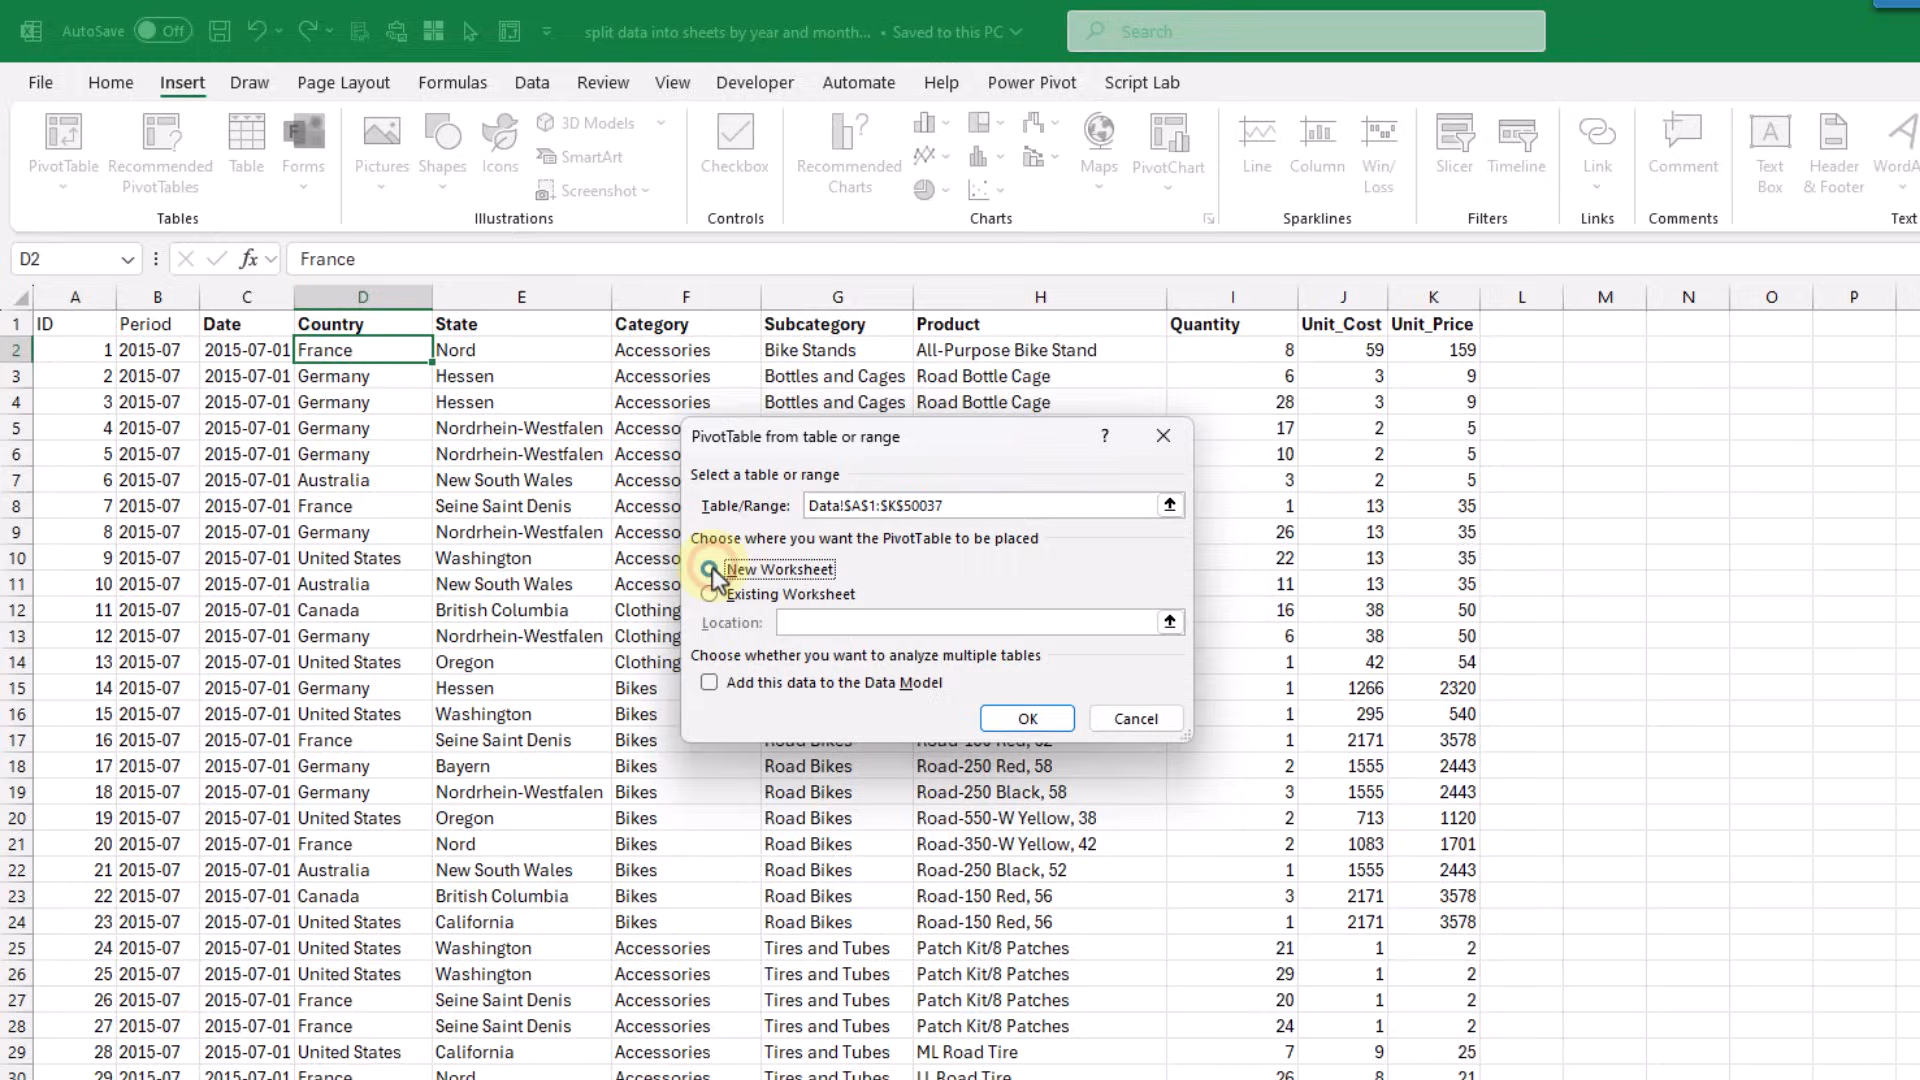 AutoSave Off split data into sheets by year and month... • Saved to this PC Search
File Home Insert Draw Page Layout Formulas Data Review View Developer Automate Help Power Pivot Script Lab
PivotTable Recommended PivotTables Table Forms Pictures Shapes Icons 3D Models SmartArt Screenshot Checkbox Recommended Charts Maps PivotChart Line Column Win/ Loss Slicer Timeline Link Comment Text Box Header & Footer WordA
Tables Illustrations Controls Charts Sparklines Filters Links Comments Text
D2 fx France
A B C D E F G H I J K L M N O P
1 ID Period Date Country State Category Subcategory Product Quantity Unit_Cost Unit_Price
2 1 2015-07 2015-07-01 France Nord Accessories Bike Stands All-Purpose Bike Stand 8 59 159
3 2 2015-07 2015-07-01 Germany Hessen Accessories Bottles and Cages Road Bottle Cage 6 3 9
4 3 2015-07 2015-07-01 Germany Hessen Accessories Bottles and Cages Road Bottle Cage 28 3 9
5 4 2015-07 2015-07-01 Germany Nordrhein-Westfalen Accesso 17 2 5
6 5 2015-07 2015-07-01 Germany Nordrhein-Westfalen Accesso 10 2 5
7 6 2015-07 2015-07-01 Australia New South Wales Accesso 3 2 5
8 7 2015-07 2015-07-01 France Seine Saint Denis Accesso 1 13 35
9 8 2015-07 2015-07-01 Germany Nordrhein-Westfalen Accesso 26 13 35
10 9 2015-07 2015-07-01 United States Washington Accesso 22 13 35
11 10 2015-07 2015-07-01 Australia New South Wales Accesso 11 13 35
12 11 2015-07 2015-07-01 Canada British Columbia Clothing 16 38 50
13 12 2015-07 2015-07-01 Germany Nordrhein-Westfalen Clothing 6 38 50
14 13 2015-07 2015-07-01 United States Oregon Clothing 1 42 54
15 14 2015-07 2015-07-01 Germany Hessen Bikes 1 1266 2320
16 15 2015-07 2015-07-01 United States Washington Bikes 1 295 540
17 16 2015-07 2015-07-01 France Seine Saint Denis Bikes Road Bikes Road-150 Red, 62 1 2171 3578
18 17 2015-07 2015-07-01 Germany Bayern Bikes Road Bikes Road-250 Red, 58 2 1555 2443
19 18 2015-07 2015-07-01 Germany Nordrhein-Westfalen Bikes Road Bikes Road-250 Black, 58 3 1555 2443
20 19 2015-07 2015-07-01 United States Oregon Bikes Road Bikes Road-550-W Yellow, 38 2 713 1120
21 20 2015-07 2015-07-01 France Nord Bikes Road Bikes Road-350-W Yellow, 42 2 1083 1701
22 21 2015-07 2015-07-01 Australia New South Wales Bikes Road Bikes Road-250 Black, 52 1 1555 2443
23 22 2015-07 2015-07-01 Canada British Columbia Bikes Road Bikes Road-150 Red, 56 3 2171 3578
24 23 2015-07 2015-07-01 United States California Bikes Road Bikes Road-150 Red, 56 1 2171 3578
25 24 2015-07 2015-07-01 United States Washington Accessories Tires and Tubes Patch Kit/8 Patches 21 1 2
26 25 2015-07 2015-07-01 United States Washington Accessories Tires and Tubes Patch Kit/8 Patches 29 1 2
27 26 2015-07 2015-07-01 France Seine Saint Denis Accessories Tires and Tubes Patch Kit/8 Patches 20 1 2
28 27 2015-07 2015-07-01 France Seine Saint Denis Accessories Tires and Tubes Patch Kit/8 Patches 24 1 2
29 28 2015-07 2015-07-01 United States California Accessories Tires and Tubes ML Road Tire 7 9 25
30 29 2015-07 2015-07-01 France Nord Accessories Tires and Tubes LL Road Tire 26 8 21
PivotTable from table or range ?
Select a table or range
Table/Range: Data!$A$1:$K$50037
Choose where you want the PivotTable to be placed
New Worksheet
Existing Worksheet
Location:
Choose whether you want to analyze multiple tables
Add this data to the Data Model
OK Cancel